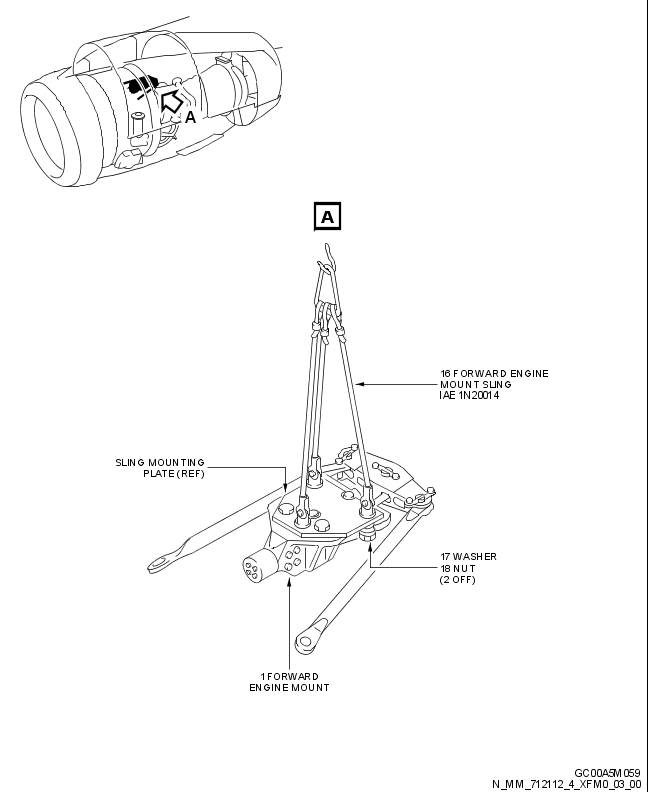 A
A
16 FORWARD ENGINE
MOUNT SLING
IAE 1N20014
SLING MOUNTING
PLATE (REF)
17 WASHER
18 NUT
(2 OFF)
1 FORWARD
ENGINE MOUNT
GC00A5M059
N_MM_712112_4_XFM0_03_00